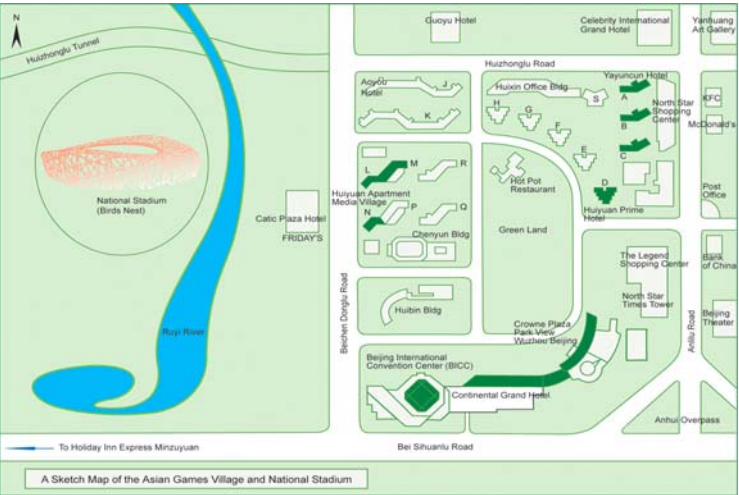 N
Huizhonglu Tunnel
National Stadium
(Birds Nest)
Ruyi River
Catic Plaza Hotel
FRIDAY'S
Beichen Donglu Road
Guoyu Hotel
Celebrity International
Grand Hotel
Yanhuang
Art Gallery
Huizhonglu Road
Aoyou
Hotel
J
K
Huixin Office Bldg
S
H
G
F
E
Yayuncun Hotel
A
B
C
D
North Star
Shopping
Center
KFC
McDonald's
L
M
R
Huiyuan Apartment
Media Village
N
P
Q
Chenyun Bldg
Hot Pot
Restaurant
Huiyuan Prime
Hotel
Post
Office
Green Land
The Legend
Shopping Center
Bank
of China
North Star
Times Tower
Anlilu Road
Beijing
Theater
Huibin Bldg
Crowne Plaza
Park View
Wuzhou Beijing
Beijing International
Convention Center (BICC)
Continental Grand Hotel
Anhui Overpass
To Holiday Inn Express Minzuyuan
Bei Sihuanlu Road
A Sketch Map of the Asian Games Village and National Stadium